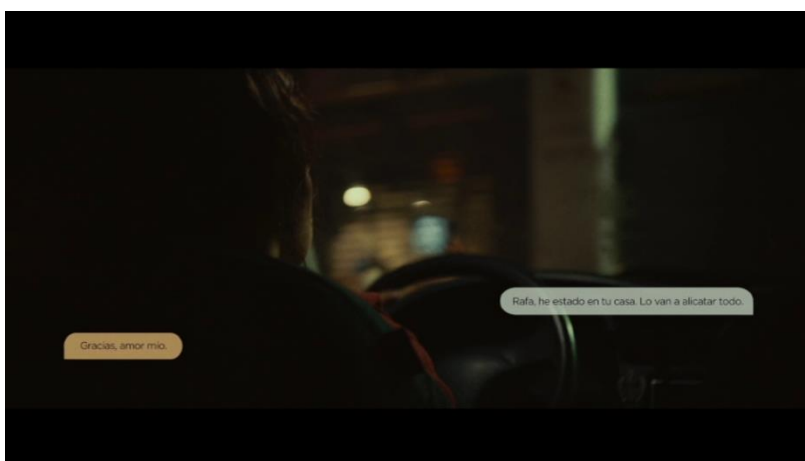 Rafa, he estado en tu casa. Lo van a alicatar todo.
Gracias, amor mío.